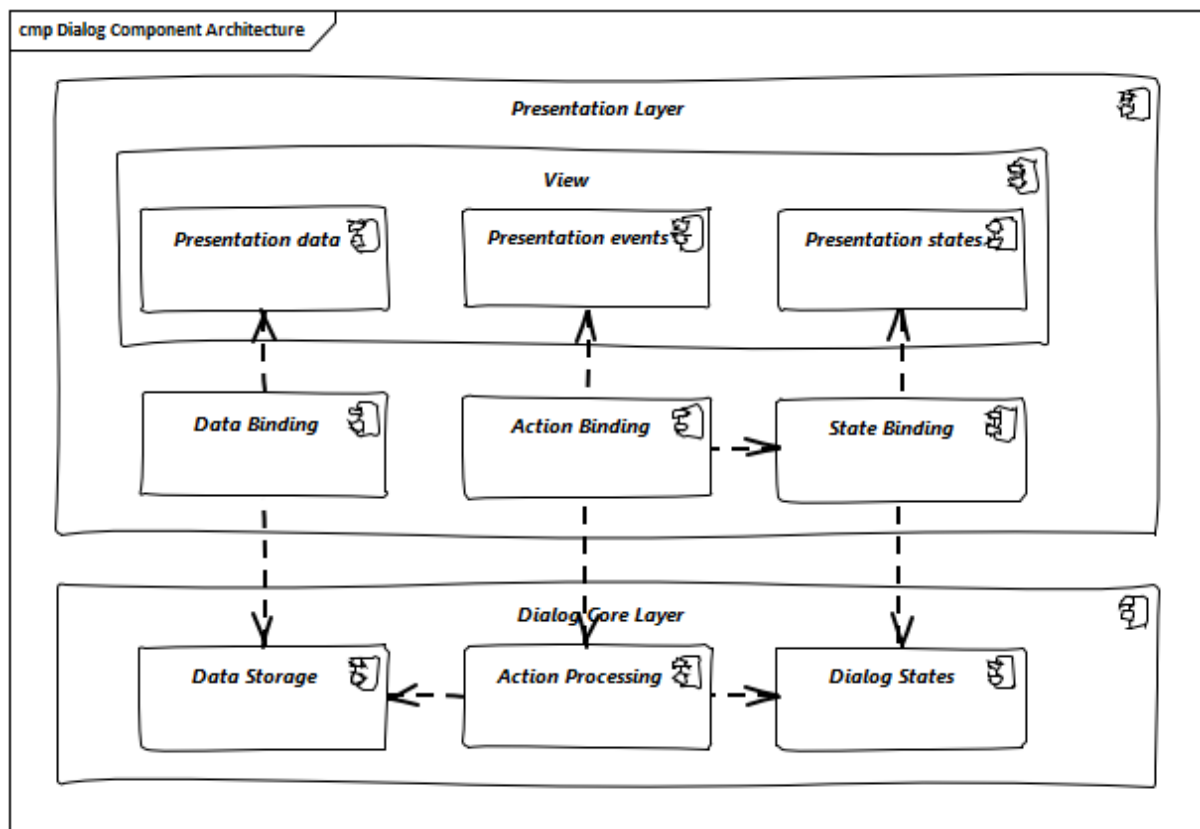 cmp Dialog Component Architecture
Presentation Layer
View
Presentation data
Presentation events
Presentation states
Data Binding
Action Binding
State Binding
Dialog Core Layer
Data Storage
Action Processing
Dialog States